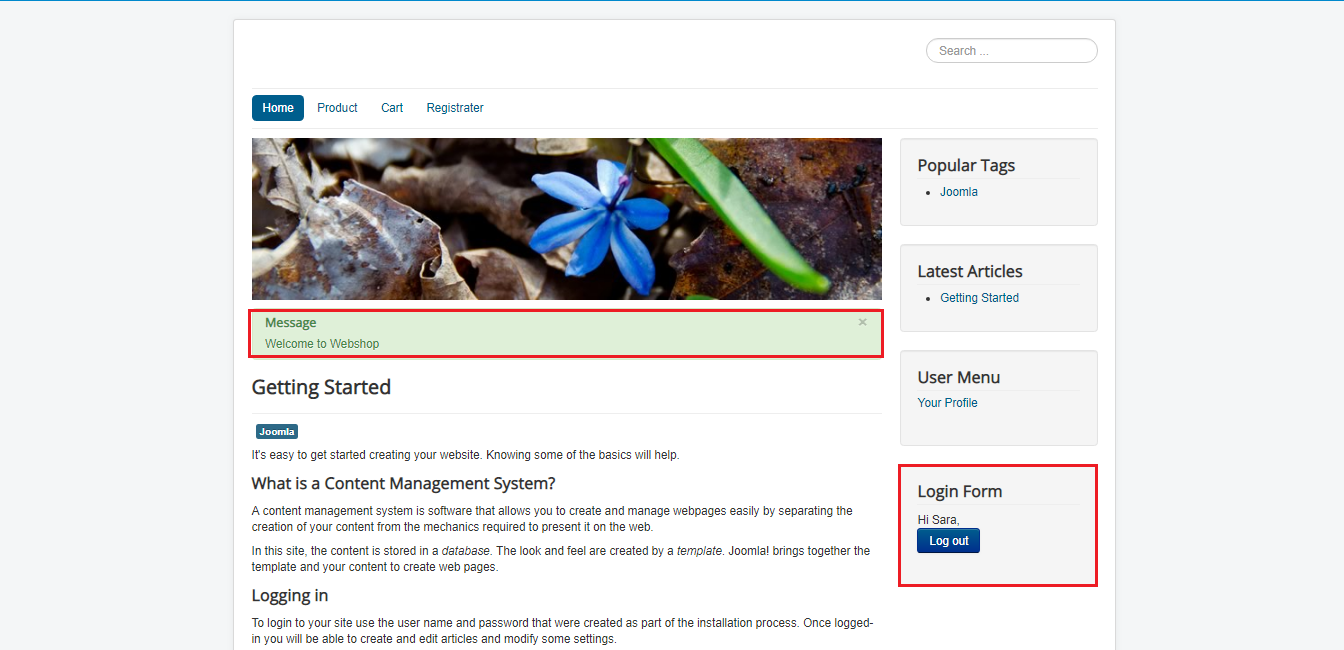 Search ...
Home Product Cart Registrater
Message ×
Welcome to Webshop
Getting Started
Joomla
It's easy to get started creating your website. Knowing some of the basics will help.
What is a Content Management System?
A content management system is software that allows you to create and manage webpages easily by separating the
creation of your content from the mechanics required to present it on the web.
In this site, the content is stored in a database. The look and feel are created by a template. Joomla! brings together the
template and your content to create web pages.
Logging in
To login to your site use the user name and password that were created as part of the installation process. Once logged-
in you will be able to create and edit articles and modify some settings.
Popular Tags
Joomla
Latest Articles
Getting Started
User Menu
Your Profile
Login Form
Hi Sara,
Log out